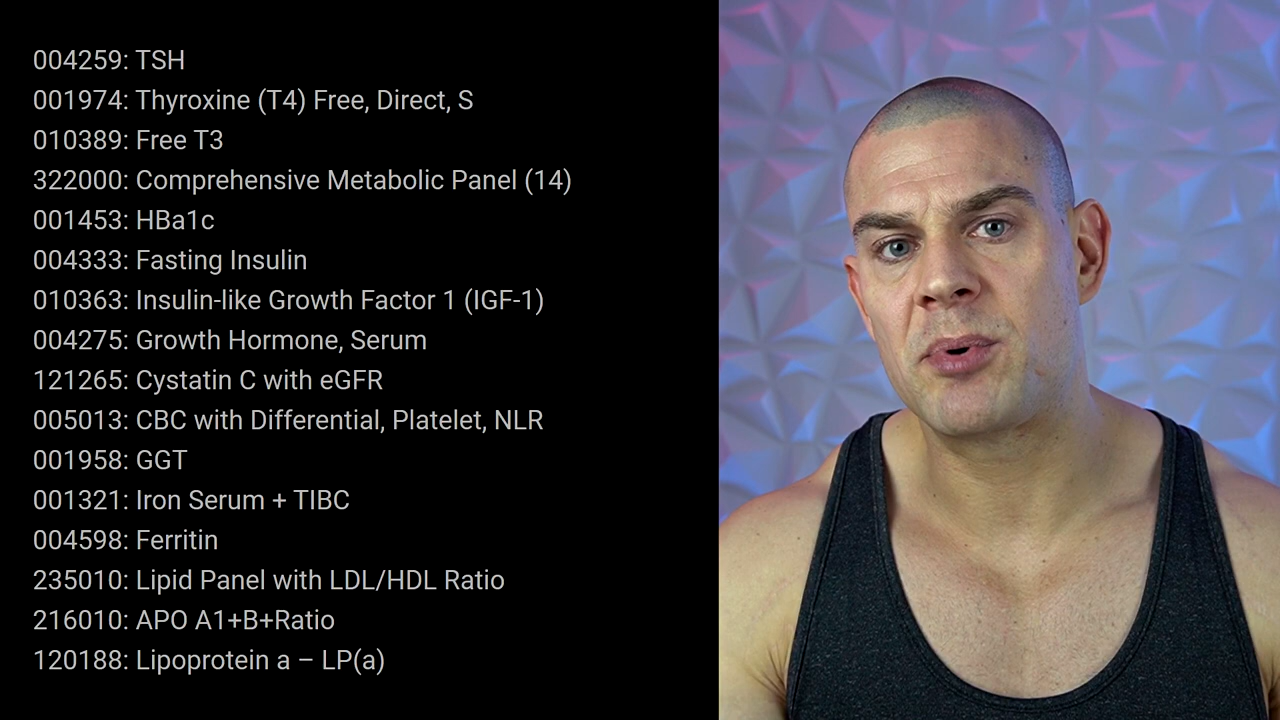 004259: TSH
001974: Thyroxine (T4) Free, Direct, S
010389: Free T3
322000: Comprehensive Metabolic Panel (14)
001453: HBa1c
004333: Fasting Insulin
010363: Insulin-like Growth Factor 1 (IGF-1)
004275: Growth Hormone, Serum
121265: Cystatin C with eGFR
005013: CBC with Differential, Platelet, NLR
001958: GGT
001321: Iron Serum + TIBC
004598: Ferritin
235010: Lipid Panel with LDL/HDL Ratio
216010: APO A1+B+Ratio
120188: Lipoprotein a – LP(a)